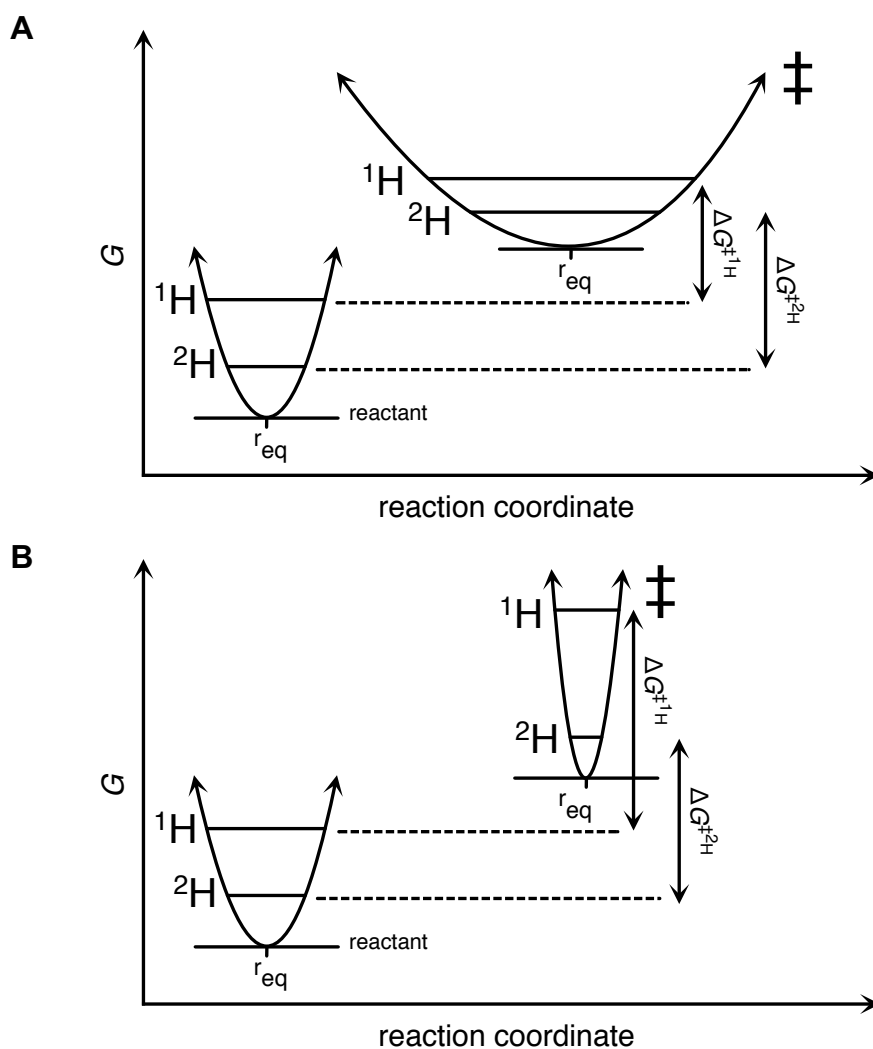 A
‡
¹H
²H
ΔG‡¹H
ΔG‡²H
r_eq
G
¹H
²H
reactant
r_eq
reaction coordinate
B
‡
¹H
ΔG‡¹H
²H
ΔG‡²H
r_eq
G
¹H
²H
reactant
r_eq
reaction coordinate